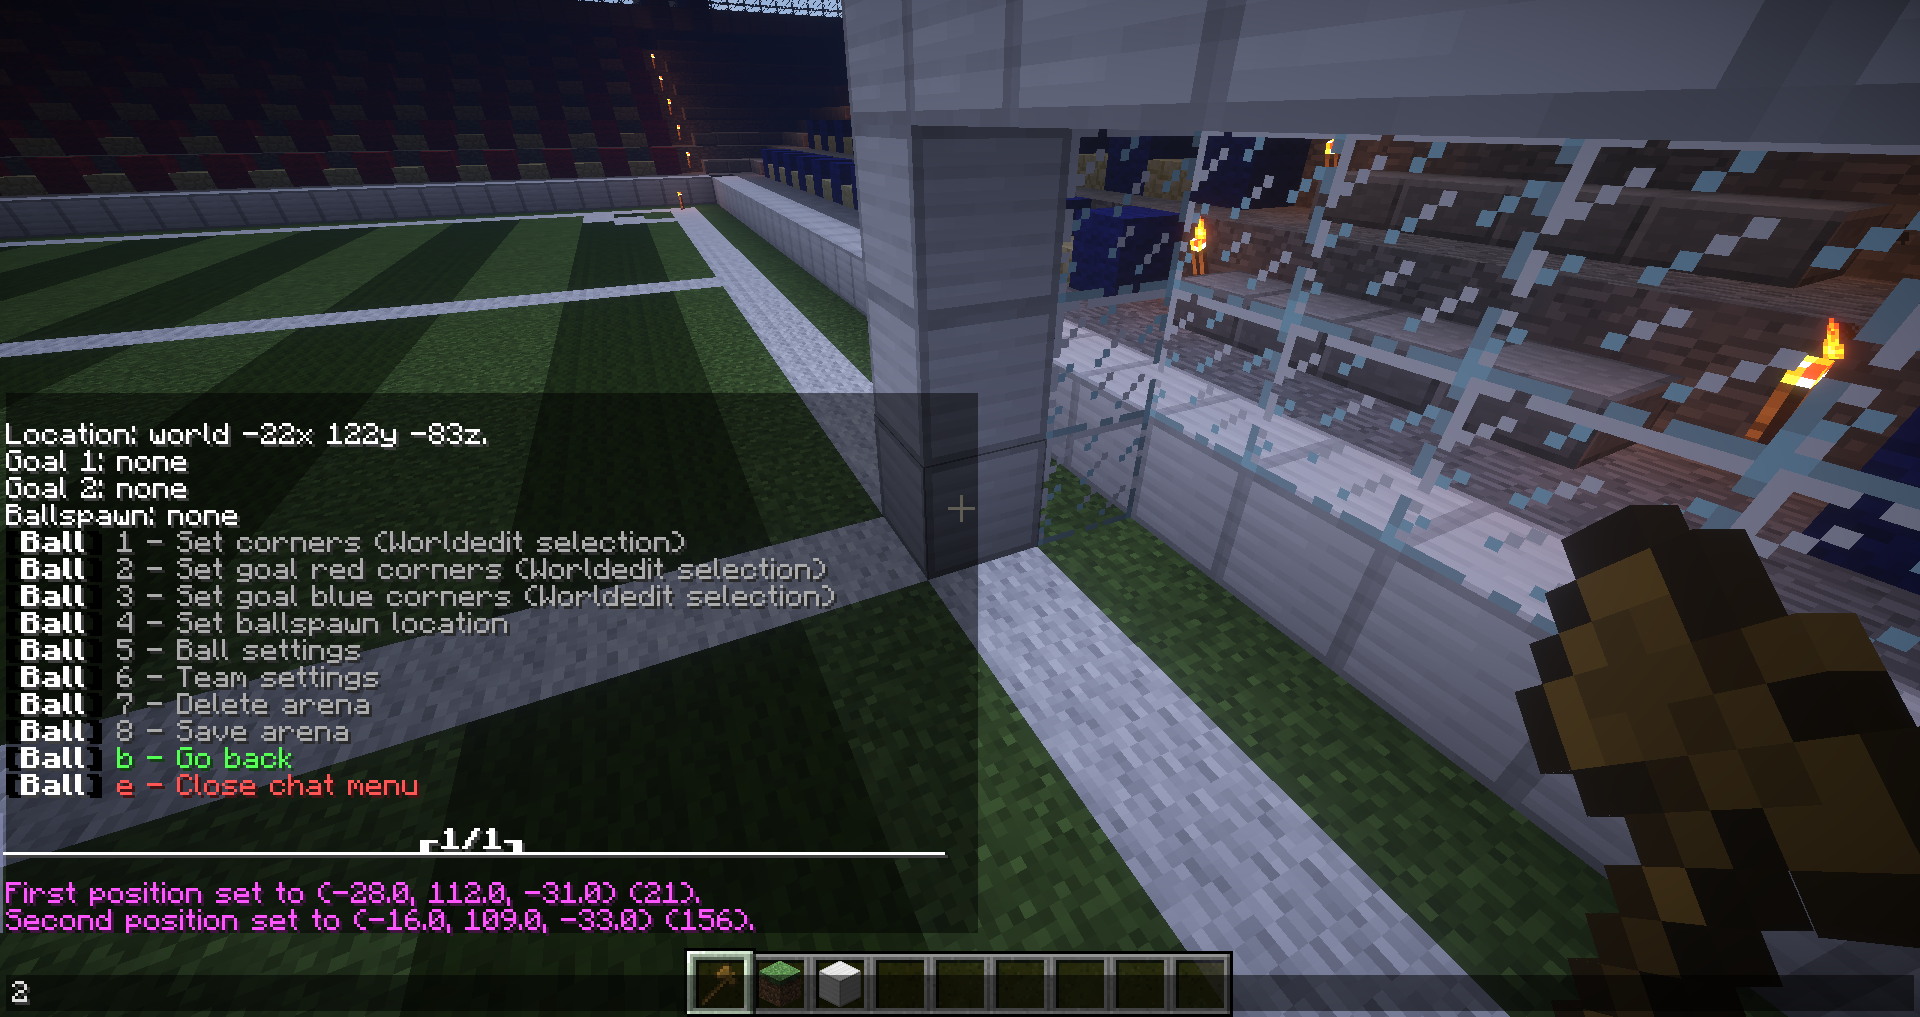 Location: world -22x 122y -83z.
Goal 1: none
Goal 2: none
Ballspawn: none
[Ball] 1 - Set corners (Worldedit selection)
[Ball] 2 - Set goal red corners (Worldedit selection)
[Ball] 3 - Set goal blue corners (Worldedit selection)
[Ball] 4 - Set ballspawn location
[Ball] 5 - Ball settings
[Ball] 6 - Team settings
[Ball] 7 - Delete arena
[Ball] 8 - Save arena
[Ball] b - Go back
[Ball] e - Close chat menu
┌1/1┐
First position set to (-28.0, 112.0, -31.0) (21).
Second position set to (-16.0, 109.0, -33.0) (156).
2